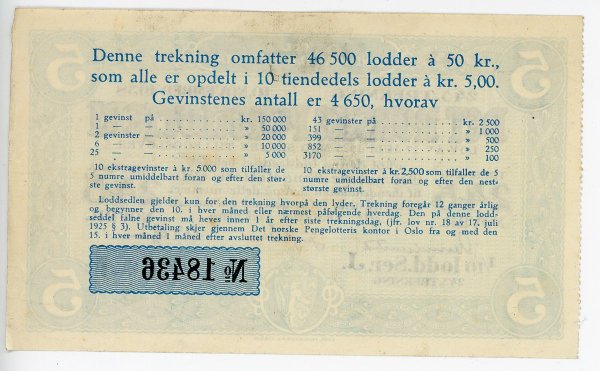 Denne trekning omfatter 46 500 lodder à 50 kr.,
som alle er opdelt i 10 tiendedels lodder à kr. 5,00.
Gevinstenes antall er 4 650, hvorav
1 gevinst på . . . . . . kr. 150 000
1 — — . . . . . . » 50 000
2 gevinster — . . . . . . » 20 000
6 — — . . . . . . » 10 000
25 — — . . . . . . » 5 000
10 ekstragevinster à kr. 5 000 som tilfaller de
5 numre umiddelbart foran og efter den stør-
ste gevinst.
43 gevinster på . . . . . . kr. 2 500
151 — — . . . . . . » 1 000
399 — — . . . . . . » 500
852 — — . . . . . . » 250
3170 — — . . . . . . » 100
10 ekstragevinster à kr. 2,500 som tilfaller de
5 numre umiddelbart foran og efter den nest-
største gevinst.
Loddsedlen gjelder kun for den trekning hvorpå den lyder. Trekning foregår 12 ganger årlig
og begynner den 10. i hver måned eller nærmest påfølgende hverdag. Den på denne lodd-
seddel falne gevinst må heves innen 1 år efter siste trekningsdag, (jfr. lov nr. 18 av 17. juli
1925 § 3). Utbetaling skjer gjennem Det norske Pengelotteris kontor i Oslo fra og med den
15. i hver måned 1 måned efter avsluttet trekning.
№ 18436
5
5
5
5